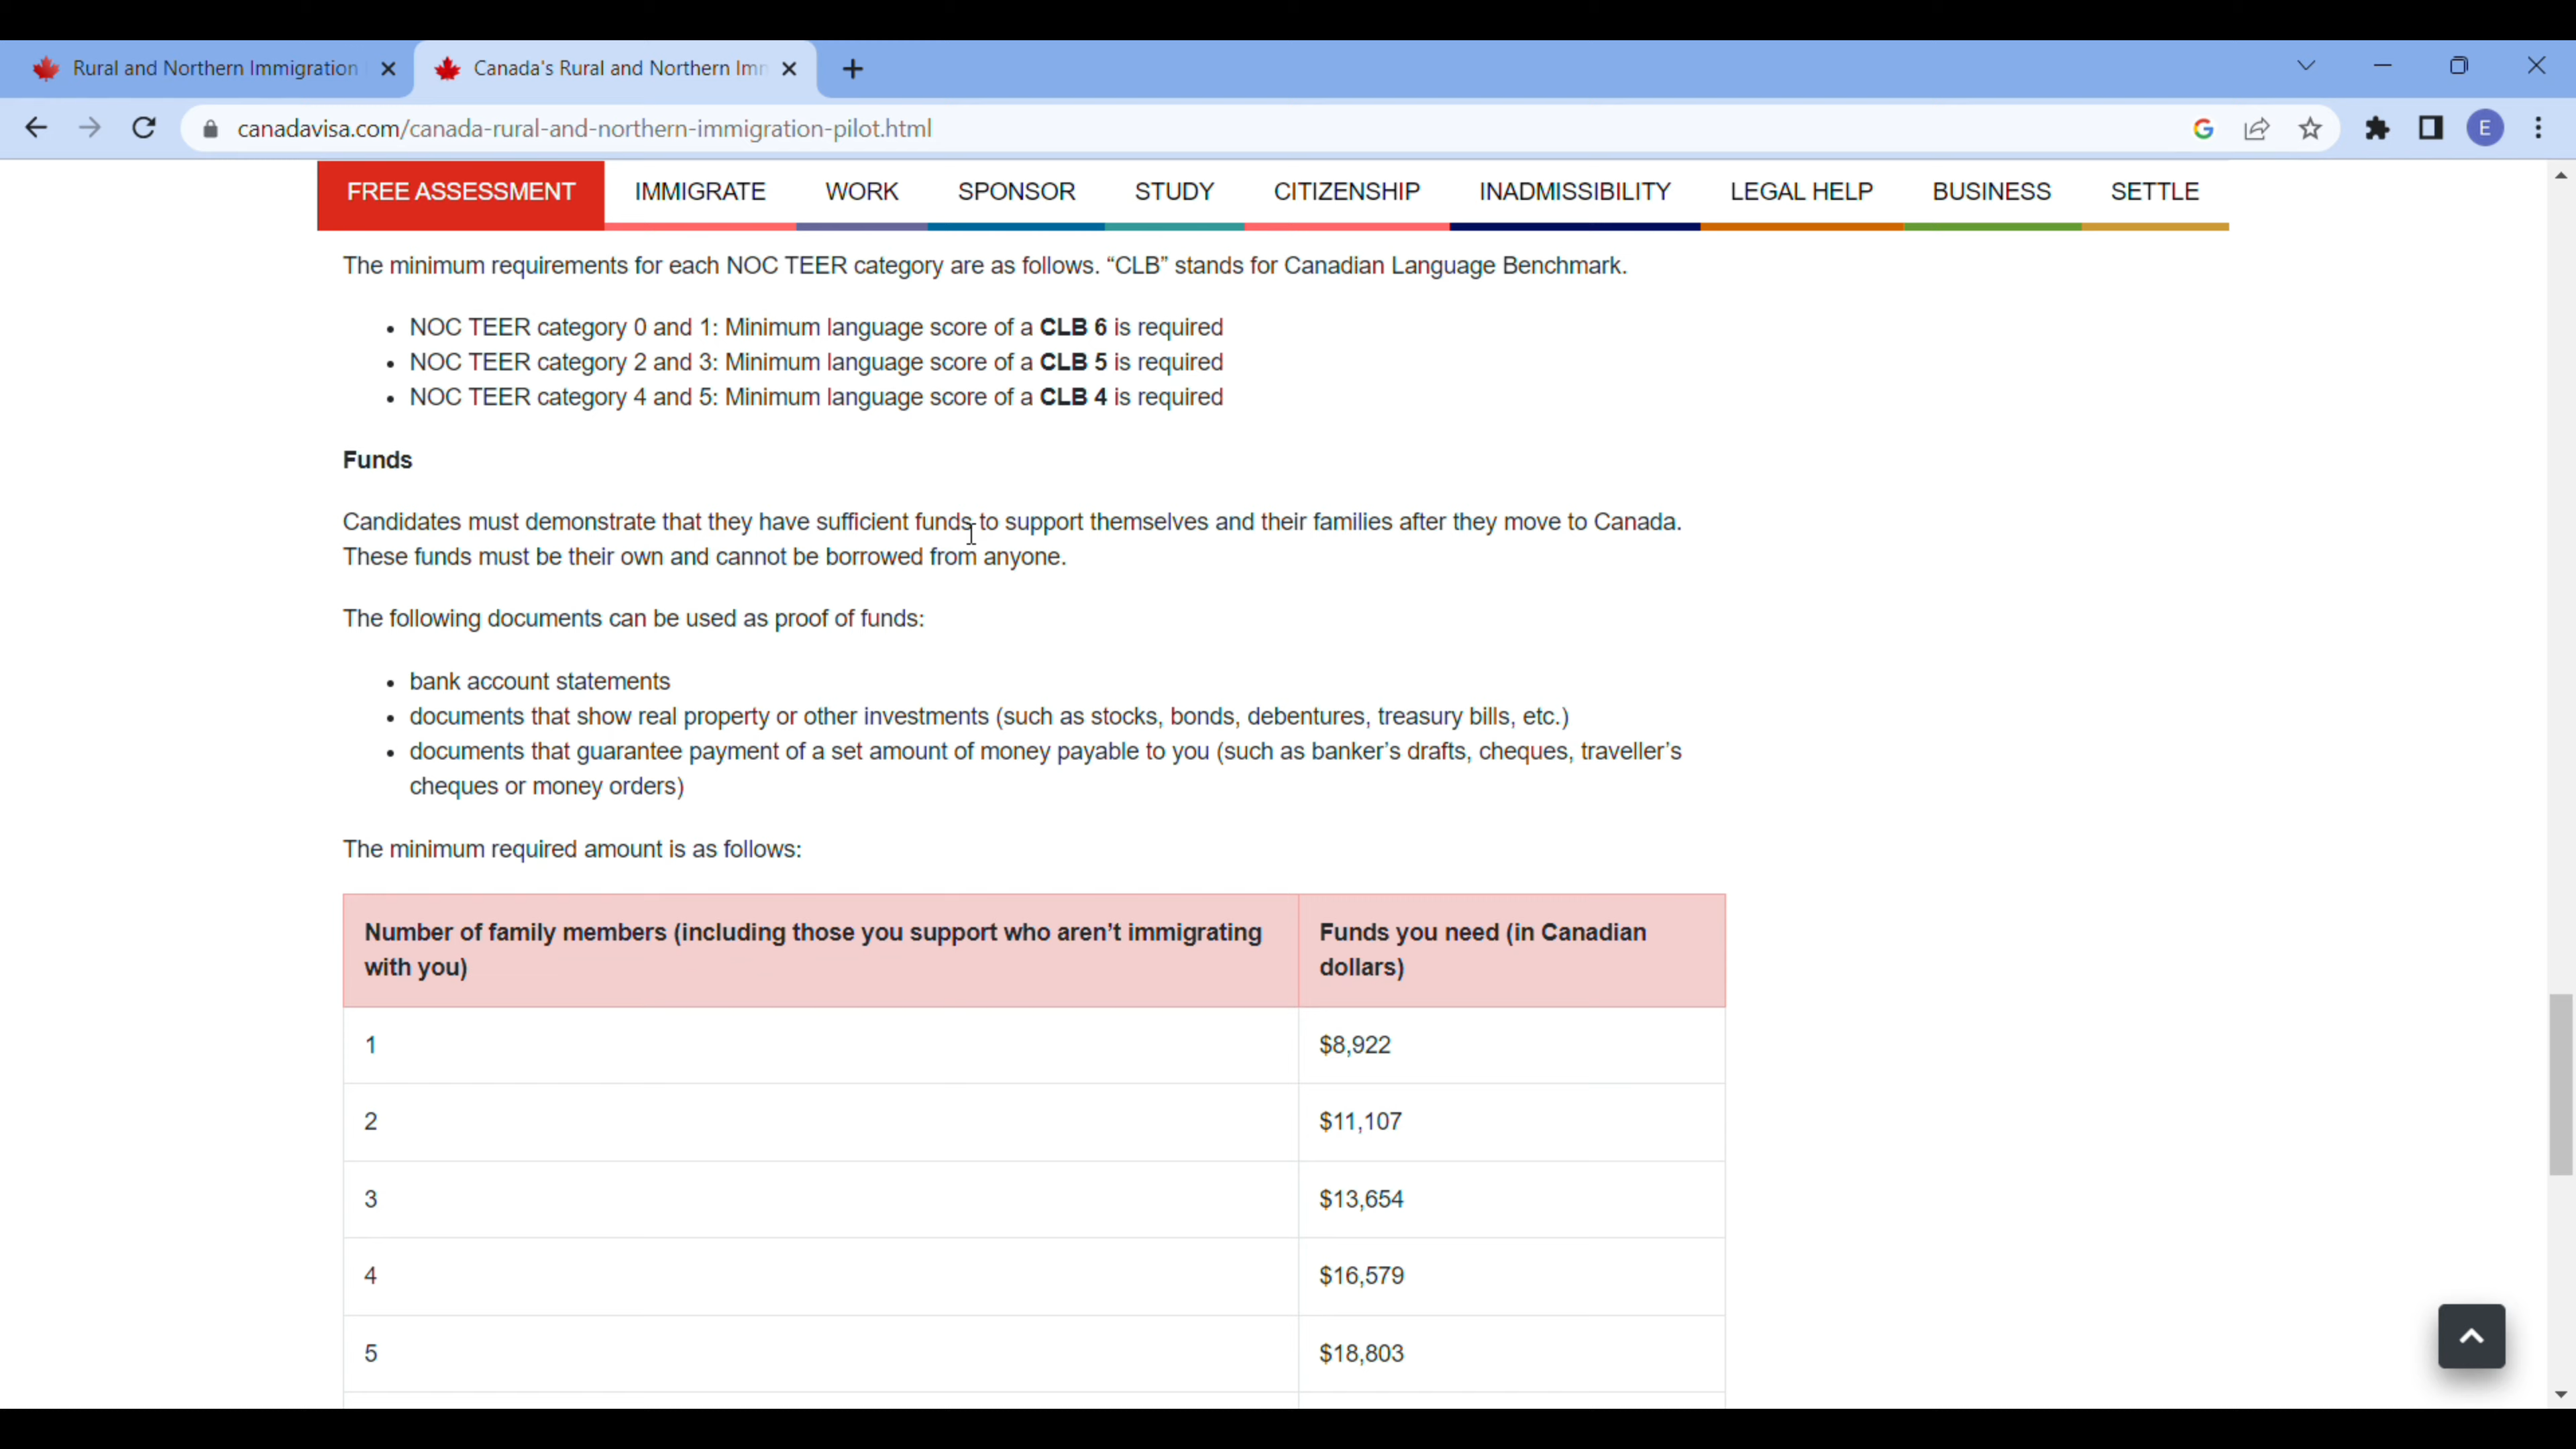 Rural and Northern Immigration
Canada's Rural and Northern Imm
canadavisa.com/canada-rural-and-northern-immigration-pilot.html
E
FREE ASSESSMENT IMMIGRATE WORK SPONSOR STUDY CITIZENSHIP INADMISSIBILITY LEGAL HELP BUSINESS SETTLE
The minimum requirements for each NOC TEER category are as follows. “CLB” stands for Canadian Language Benchmark.
• NOC TEER category 0 and 1: Minimum language score of a CLB 6 is required
• NOC TEER category 2 and 3: Minimum language score of a CLB 5 is required
• NOC TEER category 4 and 5: Minimum language score of a CLB 4 is required
Funds
Candidates must demonstrate that they have sufficient funds to support themselves and their families after they move to Canada.
These funds must be their own and cannot be borrowed from anyone.
The following documents can be used as proof of funds:
• bank account statements
• documents that show real property or other investments (such as stocks, bonds, debentures, treasury bills, etc.)
• documents that guarantee payment of a set amount of money payable to you (such as banker’s drafts, cheques, traveller’s
cheques or money orders)
The minimum required amount is as follows:
Number of family members (including those you support who aren’t immigrating
with you)
Funds you need (in Canadian
dollars)
1 $8,922
2 $11,107
3 $13,654
4 $16,579
5 $18,803